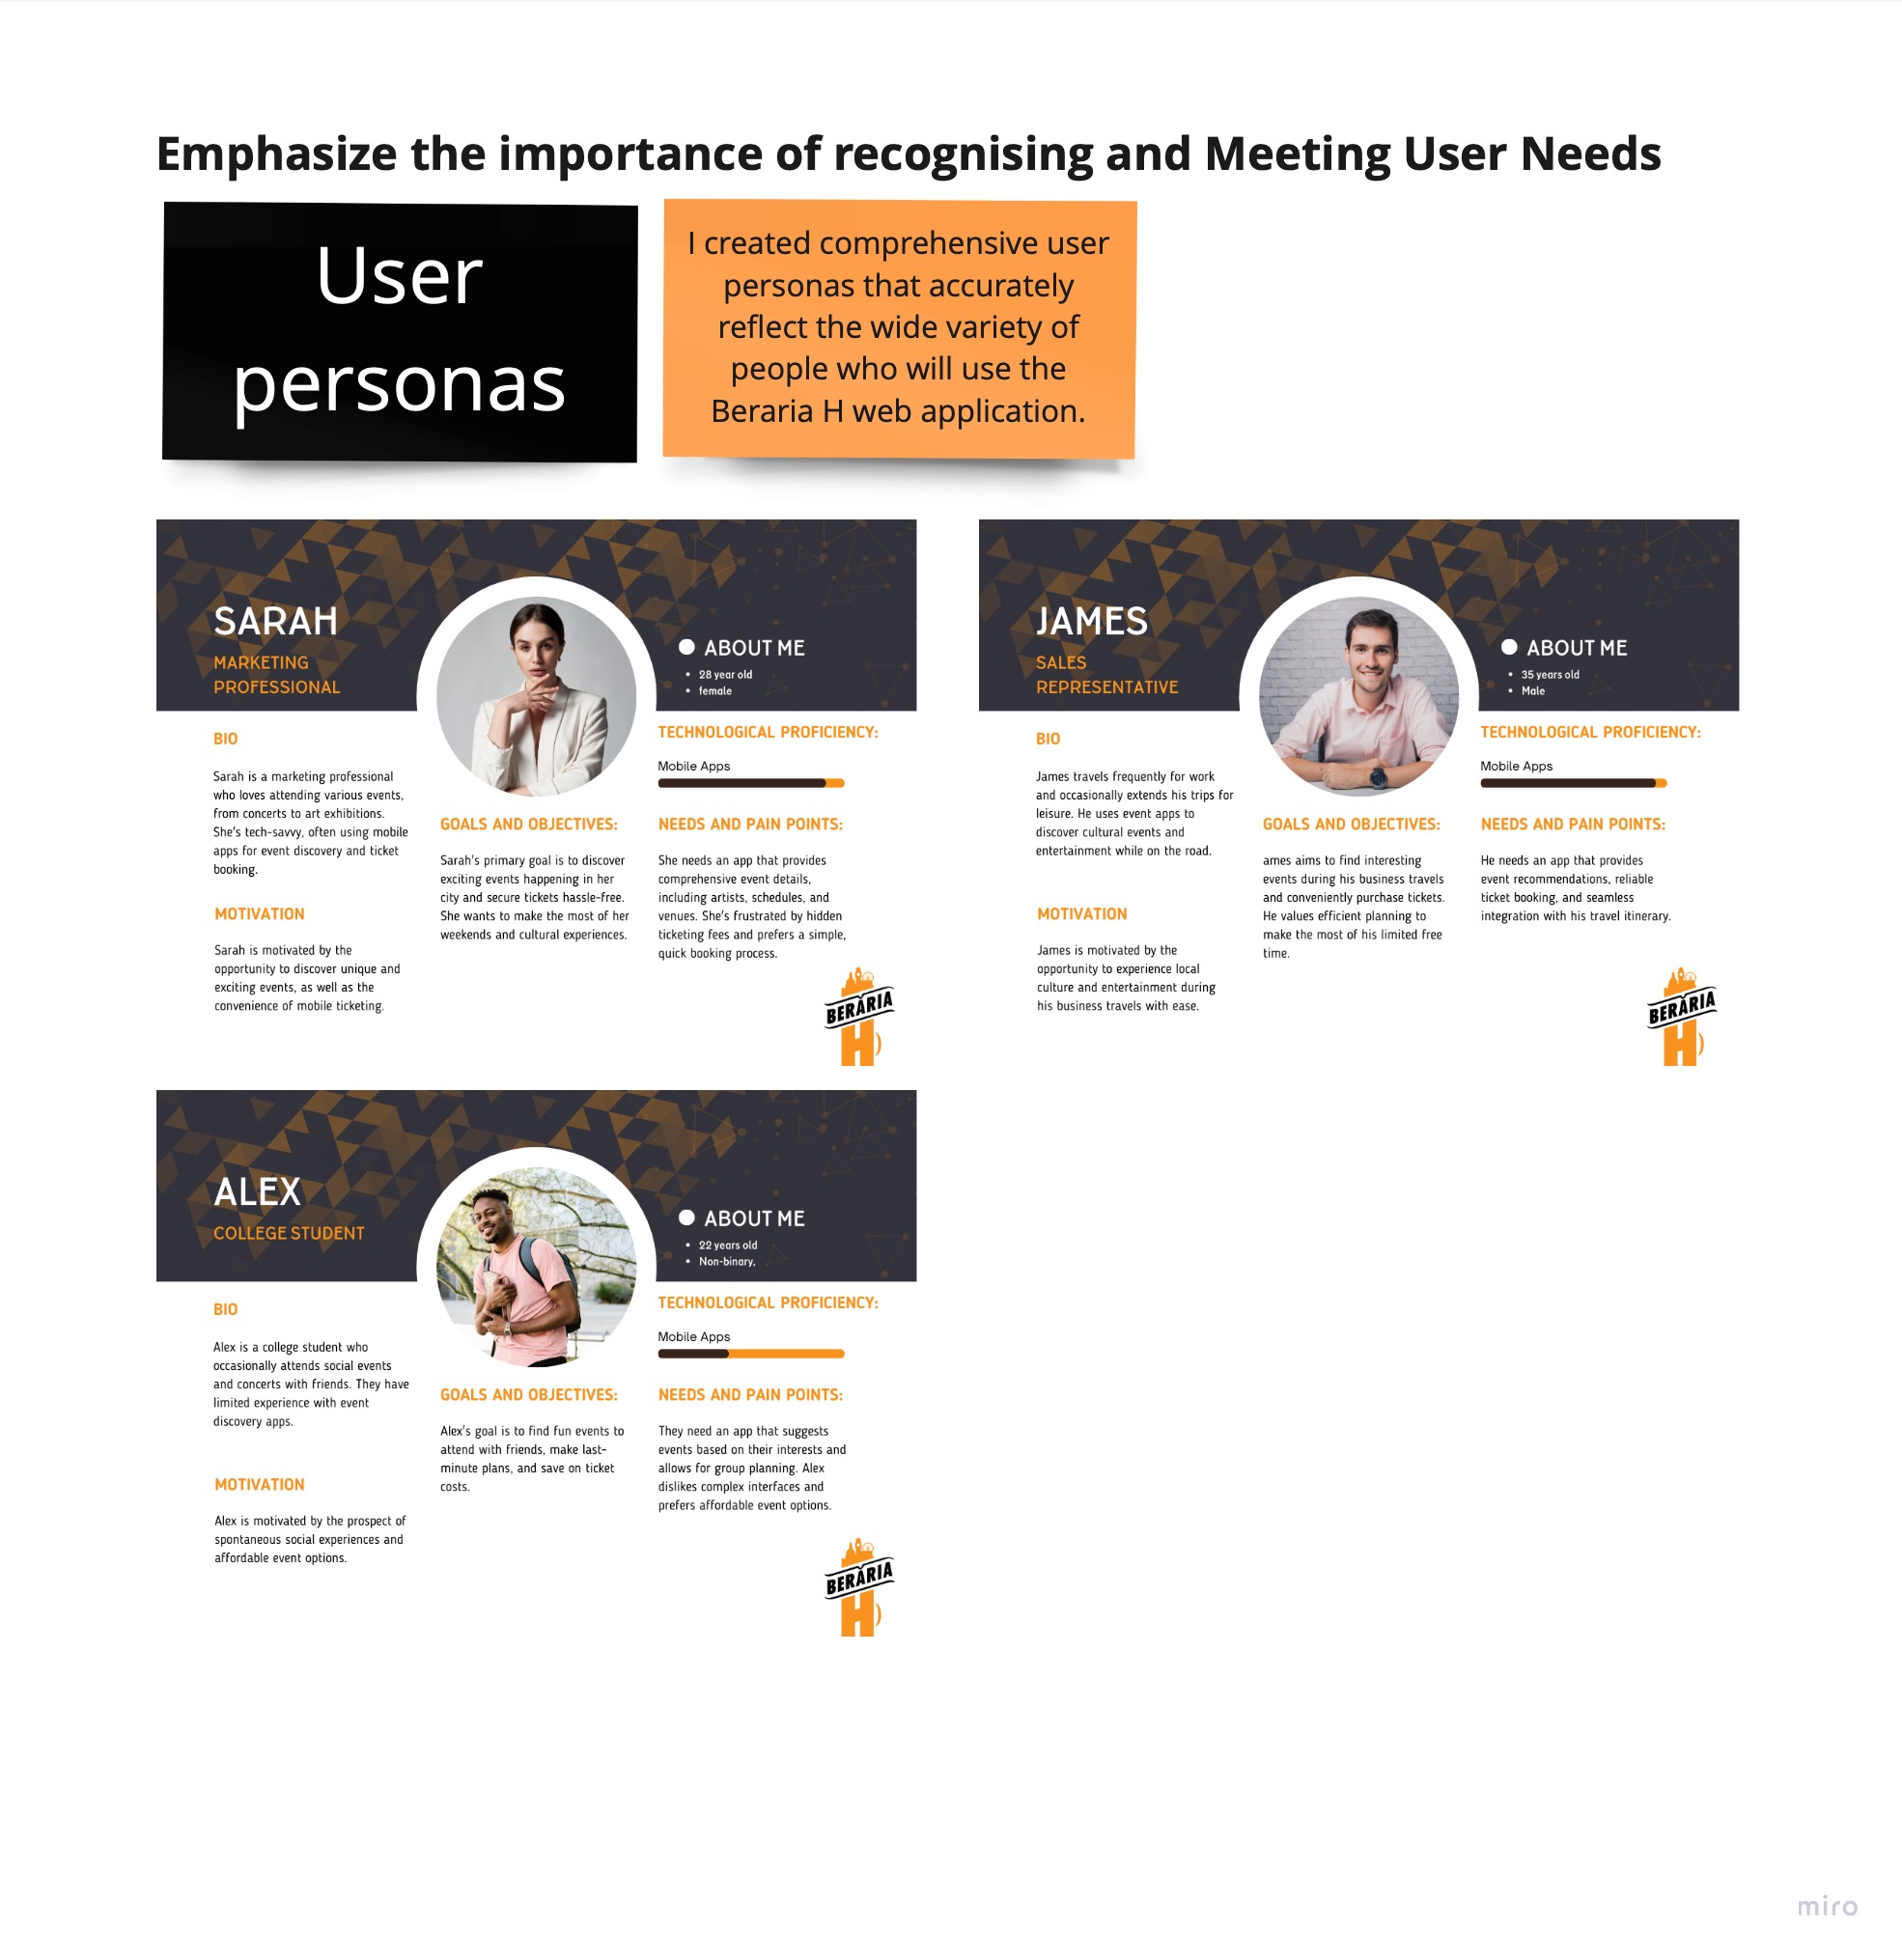 Emphasize the importance of recognising and Meeting User Needs
User
personas
I created comprehensive user
personas that accurately
reflect the wide variety of
people who will use the
Beraria H web application.
SARAH
MARKETING
PROFESSIONAL
ABOUT ME
• 28 year old
• female
BIO
Sarah is a marketing professional
who loves attending various events,
from concerts to art exhibitions.
She's tech-savvy, often using mobile
apps for event discovery and ticket
booking.
MOTIVATION
Sarah is motivated by the
opportunity to discover unique and
exciting events, as well as the
convenience of mobile ticketing.
GOALS AND OBJECTIVES:
Sarah's primary goal is to discover
exciting events happening in her
city and secure tickets hassle-free.
She wants to make the most of her
weekends and cultural experiences.
TECHNOLOGICAL PROFICIENCY:
Mobile Apps
NEEDS AND PAIN POINTS:
She needs an app that provides
comprehensive event details,
including artists, schedules, and
venues. She's frustrated by hidden
ticketing fees and prefers a simple,
quick booking process.
BERĂRIA
H
JAMES
SALES
REPRESENTATIVE
ABOUT ME
• 35 years old
• Male
BIO
James travels frequently for work
and occasionally extends his trips for
leisure. He uses event apps to
discover cultural events and
entertainment while on the road.
MOTIVATION
James is motivated by the
opportunity to experience local
culture and entertainment during
his business travels with ease.
GOALS AND OBJECTIVES:
ames aims to find interesting
events during his business travels
and conveniently purchase tickets.
He values efficient planning to
make the most of his limited free
time.
TECHNOLOGICAL PROFICIENCY:
Mobile Apps
NEEDS AND PAIN POINTS:
He needs an app that provides
event recommendations, reliable
ticket booking, and seamless
integration with his travel itinerary.
BERĂRIA
H
ALEX
COLLEGE STUDENT
ABOUT ME
• 22 years old
• Non-binary,
BIO
Alex is a college student who
occasionally attends social events
and concerts with friends. They have
limited experience with event
discovery apps.
MOTIVATION
Alex is motivated by the prospect of
spontaneous social experiences and
affordable event options.
GOALS AND OBJECTIVES:
Alex's goal is to find fun events to
attend with friends, make last-
minute plans, and save on ticket
costs.
TECHNOLOGICAL PROFICIENCY:
Mobile Apps
NEEDS AND PAIN POINTS:
They need an app that suggests
events based on their interests and
allows for group planning. Alex
dislikes complex interfaces and
prefers affordable event options.
BERĂRIA
H
miro